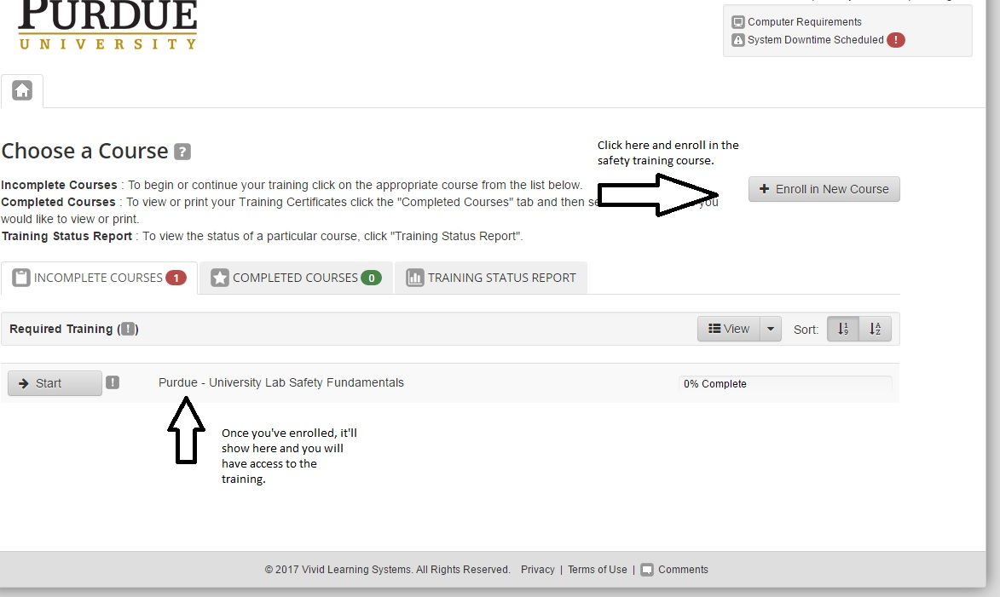 PURDUE
UNIVERSITY
Computer Requirements
System Downtime Scheduled !
Choose a Course ?
Click here and enroll in the
safety training course.
Incomplete Courses : To begin or continue your training click on the appropriate course from the list below.
Completed Courses : To view or print your Training Certificates click the "Completed Courses" tab and then you
would like to view or print.
Training Status Report : To view the status of a particular course, click "Training Status Report".
+ Enroll in New Course
INCOMPLETE COURSES 1
COMPLETED COURSES 0
TRAINING STATUS REPORT
Required Training (!)
View
Sort:
Start !
Purdue - University Lab Safety Fundamentals
0% Complete
Once you've enrolled, it'll
show here and you will
have access to the
training.
© 2017 Vivid Learning Systems. All Rights Reserved. Privacy | Terms of Use | Comments